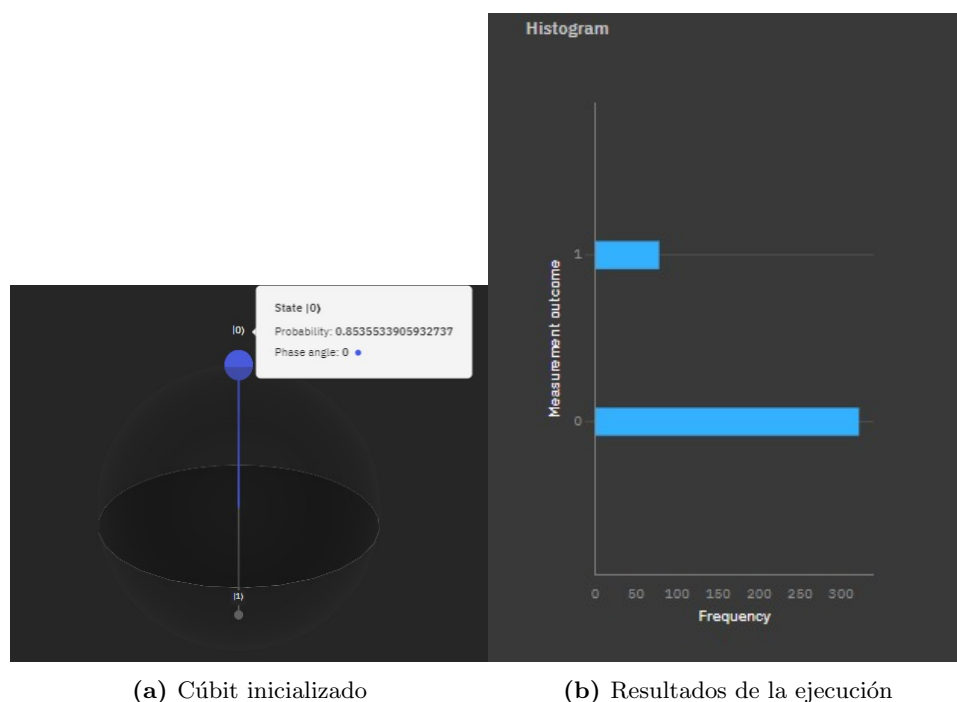 |0⟩
State |0⟩
Probability: 0.8535533905932737
Phase angle: 0
|1⟩
(a) Cúbit inicializado
Histogram
Measurement outcome
1
0
0 50 100 150 200 250 300
Frequency
(b) Resultados de la ejecución